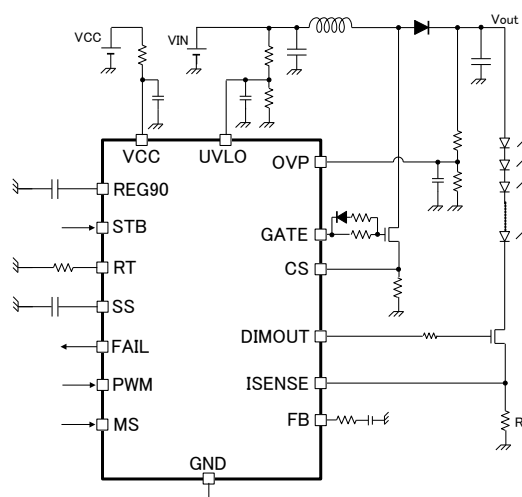 VCC
VIN
Vout
VCC
UVLO
OVP
REG90
STB
GATE
RT
CS
SS
FAIL
DIMOUT
PWM
ISENSE
MS
FB
GND
R